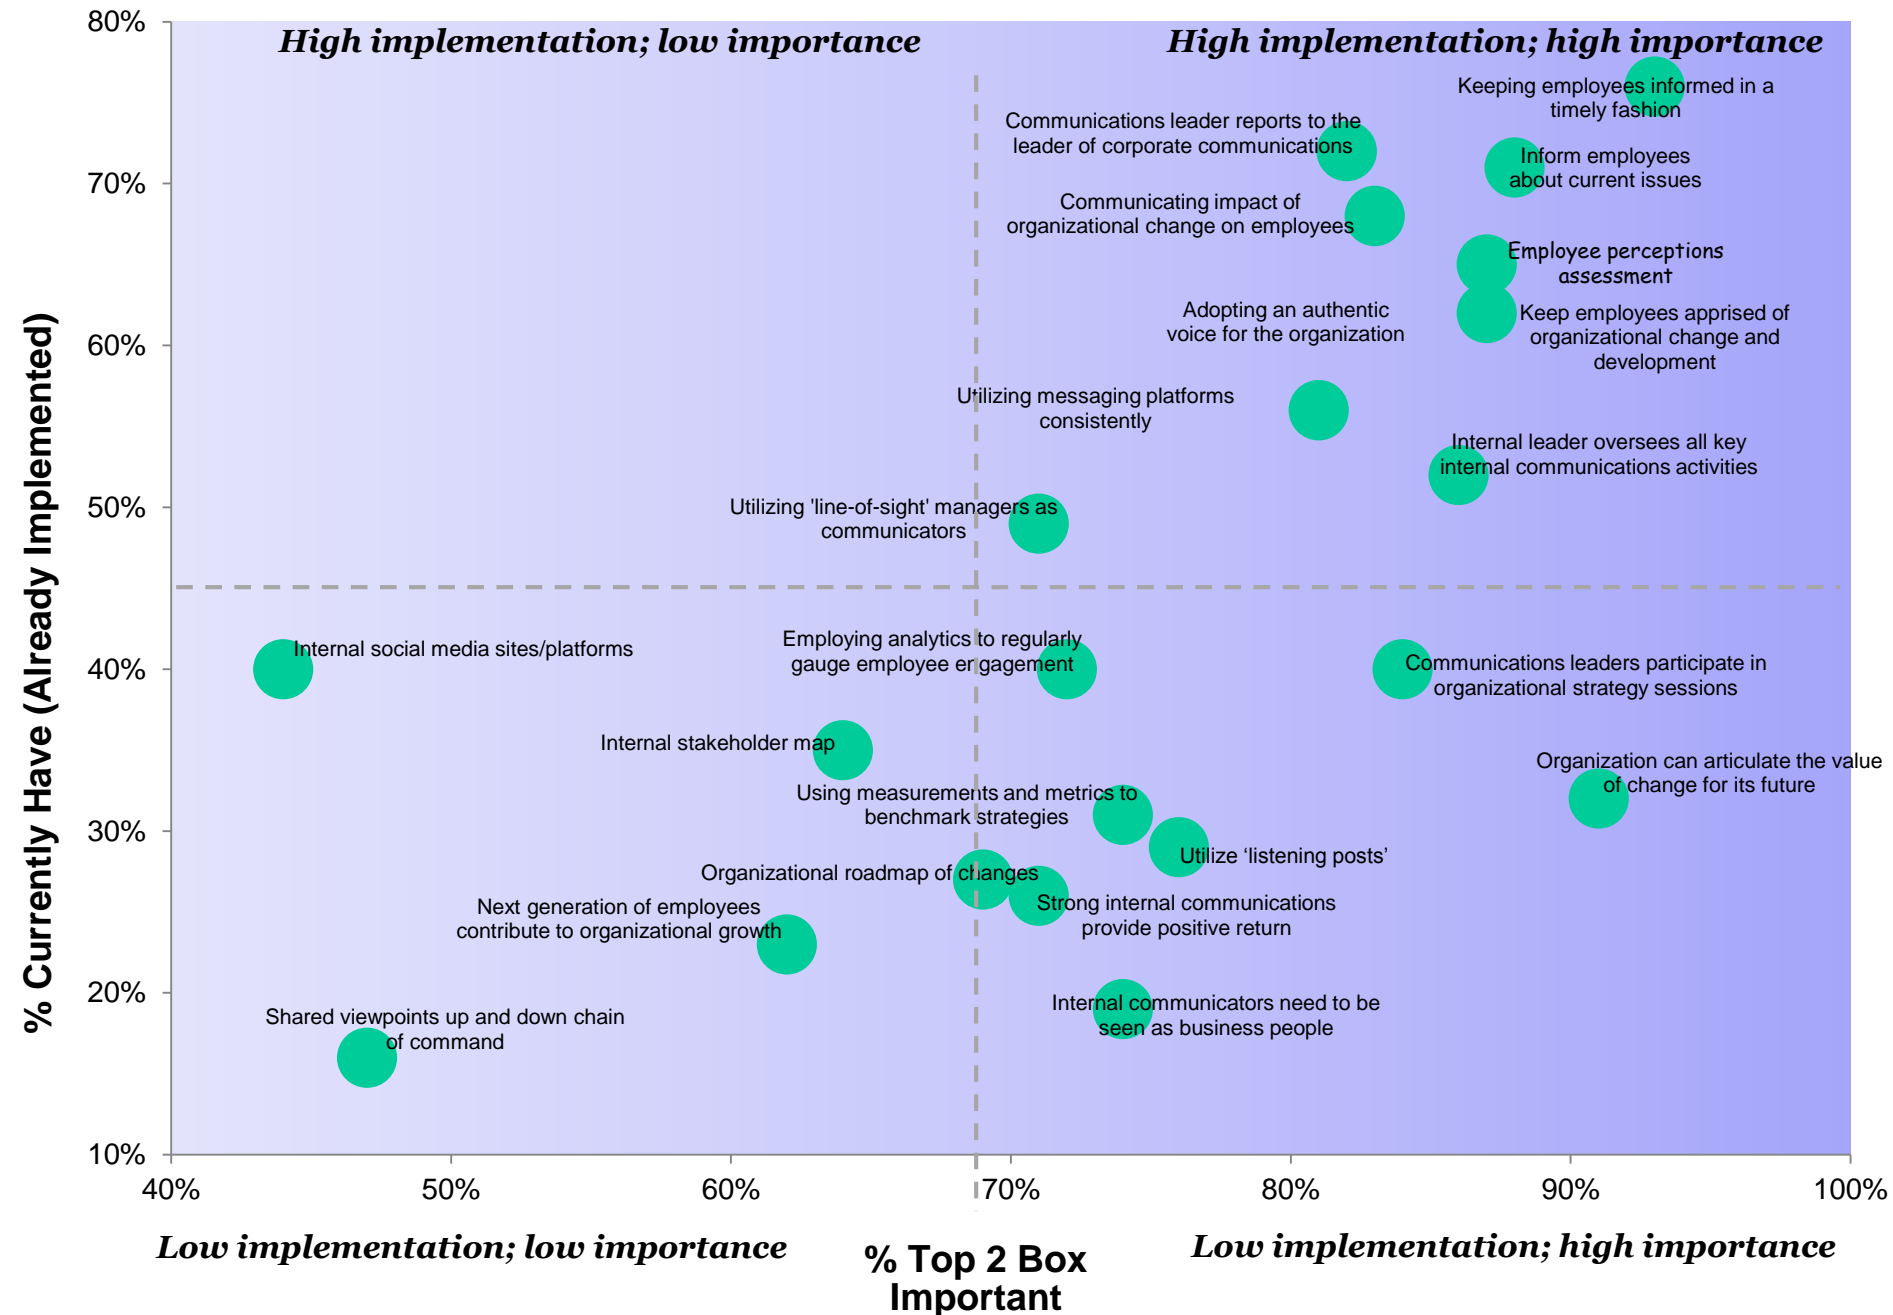 80%
High implementation; low importance
High implementation; high importance
Keeping employees informed in a
timely fashion
Communications leader reports to the
leader of corporate communications
Inform employees
about current issues
70%
Communicating impact of
organizational change on employees
Employee perceptions
assessment
Adopting an authentic
voice for the organization
Keep employees apprised of
organizational change and
development
60%
Utilizing messaging platforms
consistently
Internal leader oversees all key
internal communications activities
50%
Utilizing 'line-of-sight' managers as
communicators
% Currently Have (Already Implemented)
Internal social media sites/platforms
Employing analytics to regularly
gauge employee engagement
Communications leaders participate in
organizational strategy sessions
40%
Internal stakeholder map
Organization can articulate the value
of change for its future
Using measurements and metrics to
benchmark strategies
30%
Utilize ‘listening posts’
Organizational roadmap of changes
Next generation of employees
contribute to organizational growth
Strong internal communications
provide positive return
20%
Internal communicators need to be
seen as business people
Shared viewpoints up and down chain
of command
10%
40%
50%
60%
70%
80%
90%
100%
Low implementation; low importance
% Top 2 Box
Important
Low implementation; high importance